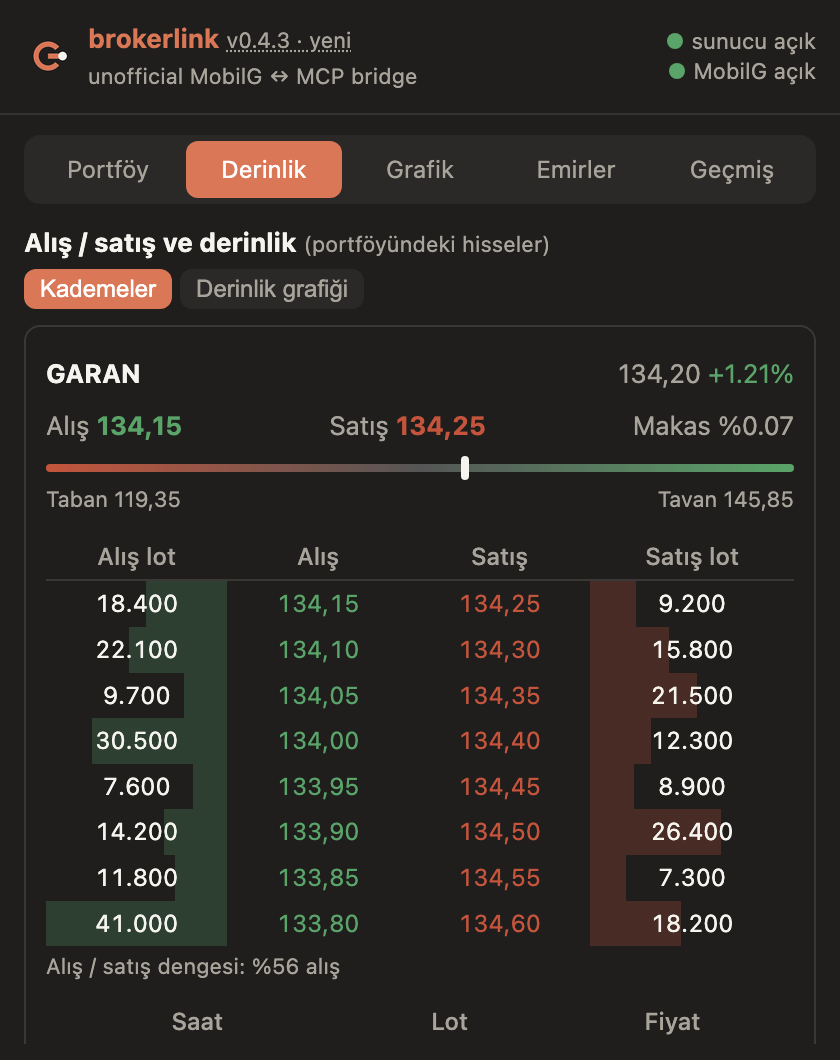 brokerlink v0.4.3 · yeni
unofficial MobilG ↔ MCP bridge
sunucu açık
MobilG açık
Portföy Derinlik Grafik Emirler Geçmiş
Alış / satış ve derinlik (portföyündeki hisseler)
Kademeler Derinlik grafiği
GARAN 134,20 +1.21%
Alış 134,15 Satış 134,25 Makas %0.07
Taban 119,35 Tavan 145,85
Alış lot Alış Satış Satış lot
18.400 134,15 134,25 9.200
22.100 134,10 134,30 15.800
9.700 134,05 134,35 21.500
30.500 134,00 134,40 12.300
7.600 133,95 134,45 8.900
14.200 133,90 134,50 26.400
11.800 133,85 134,55 7.300
41.000 133,80 134,60 18.200
Alış / satış dengesi: %56 alış
Saat Lot Fiyat